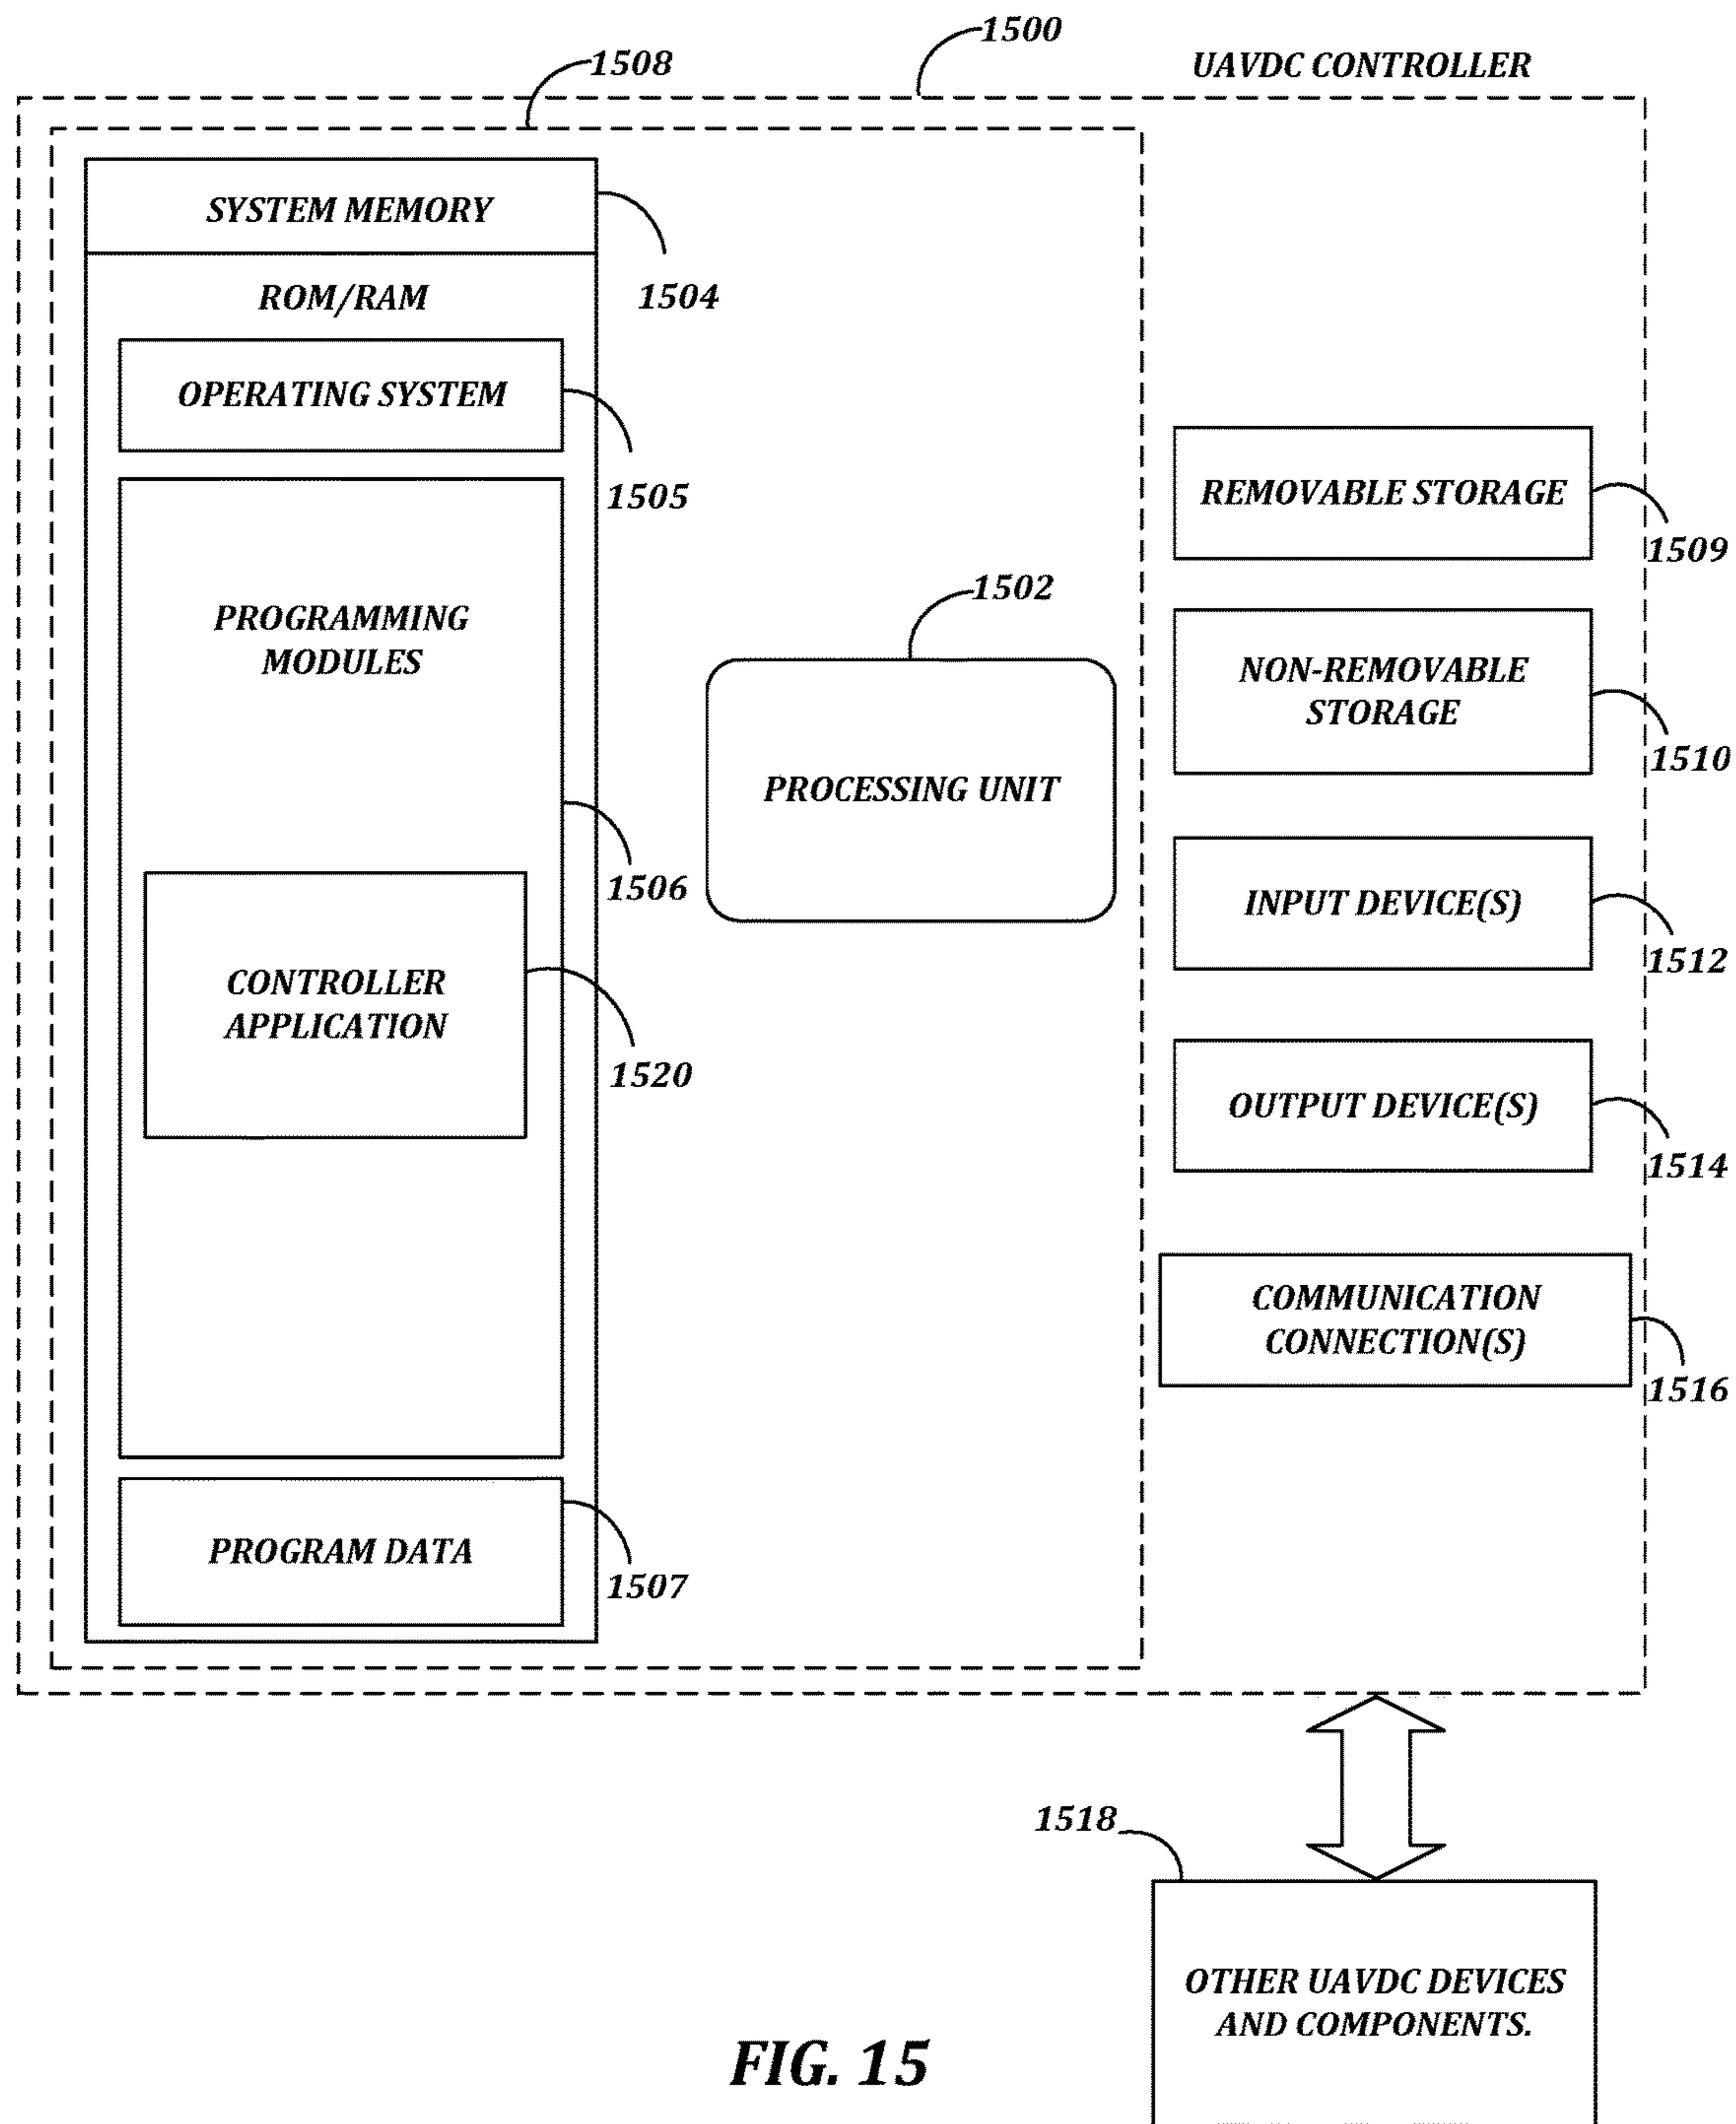 1500
1508
UAVDC CONTROLLER
SYSTEM MEMORY
1504
ROM/RAM
OPERATING SYSTEM
1505
PROGRAMMING
MODULES
1506
CONTROLLER
APPLICATION
1520
PROGRAM DATA
1507
1502
PROCESSING UNIT
REMOVABLE STORAGE
1509
NON-REMOVABLE
STORAGE
1510
INPUT DEVICE(S)
1512
OUTPUT DEVICE(S)
1514
COMMUNICATION
CONNECTION(S)
1516
1518
OTHER UAVDC DEVICES
AND COMPONENTS.
FIG. 15